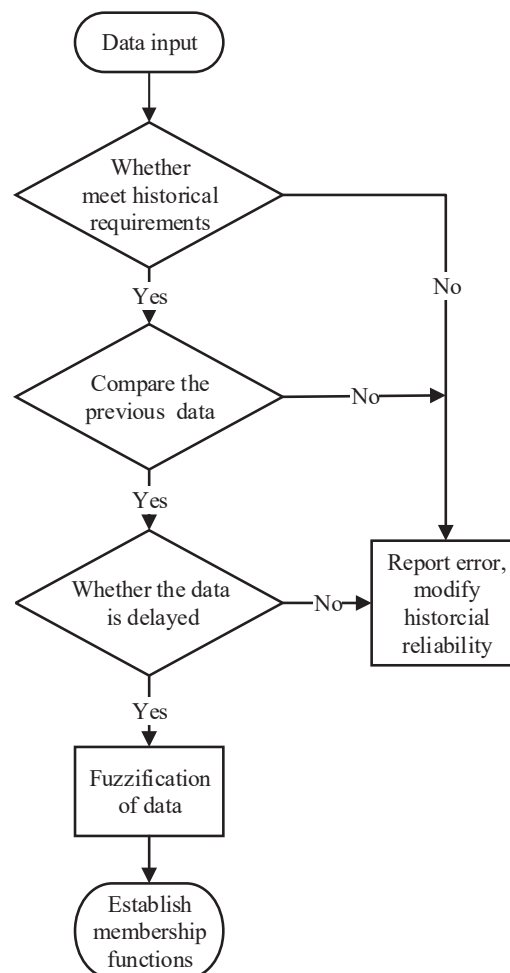 Data input
Whether
meet historical
requirements
No
Yes
Compare the
previous data
No
Yes
Whether the data
is delayed
No
Report error,
modify
historcial
reliability
Yes
Fuzzification
of data
Establish
membership
functions